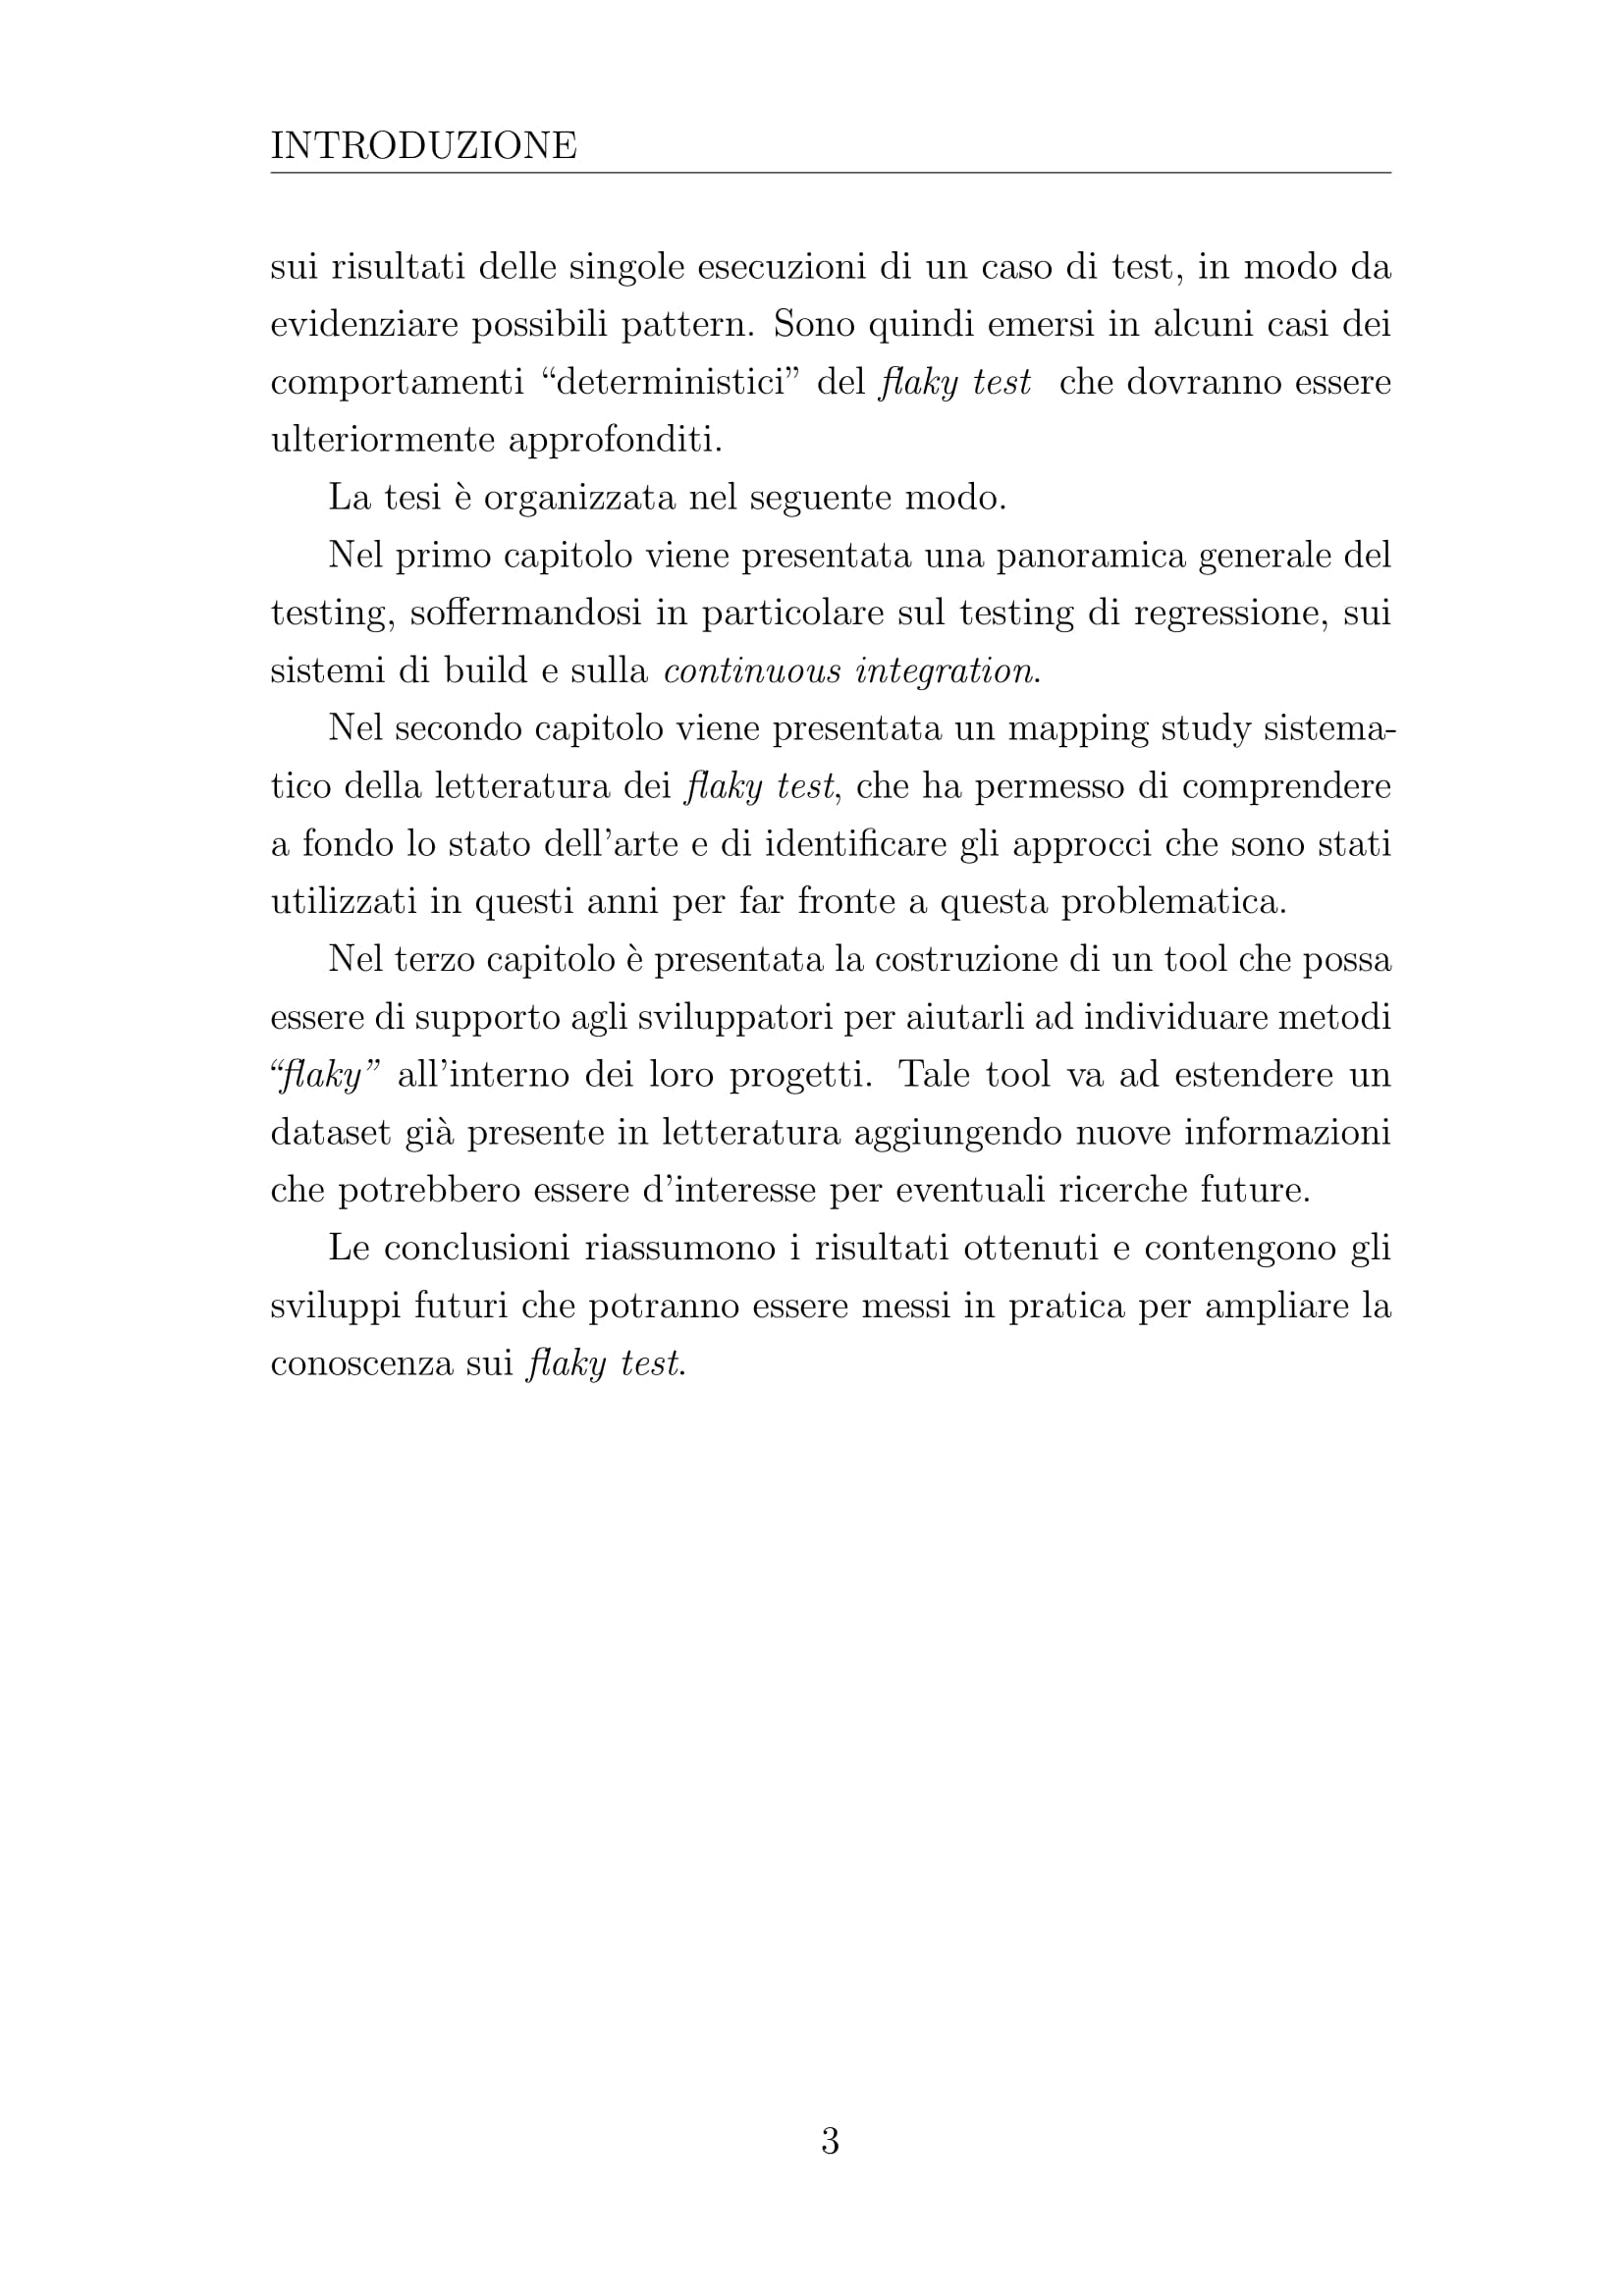 INTRODUZIONE
sui risultati delle singole esecuzioni di un caso di test, in modo da
evidenziare possibili pattern. Sono quindi emersi in alcuni casi dei
comportamenti “deterministici” del flaky test che dovranno essere
ulteriormente approfonditi.
La tesi è organizzata nel seguente modo.
Nel primo capitolo viene presentata una panoramica generale del
testing, soffermandosi in particolare sul testing di regressione, sui
sistemi di build e sulla continuous integration.
Nel secondo capitolo viene presentata un mapping study sistema-
tico della letteratura dei flaky test, che ha permesso di comprendere
a fondo lo stato dell’arte e di identificare gli approcci che sono stati
utilizzati in questi anni per far fronte a questa problematica.
Nel terzo capitolo è presentata la costruzione di un tool che possa
essere di supporto agli sviluppatori per aiutarli ad individuare metodi
“flaky” all’interno dei loro progetti. Tale tool va ad estendere un
dataset già presente in letteratura aggiungendo nuove informazioni
che potrebbero essere d’interesse per eventuali ricerche future.
Le conclusioni riassumono i risultati ottenuti e contengono gli
sviluppi futuri che potranno essere messi in pratica per ampliare la
conoscenza sui flaky test.
3